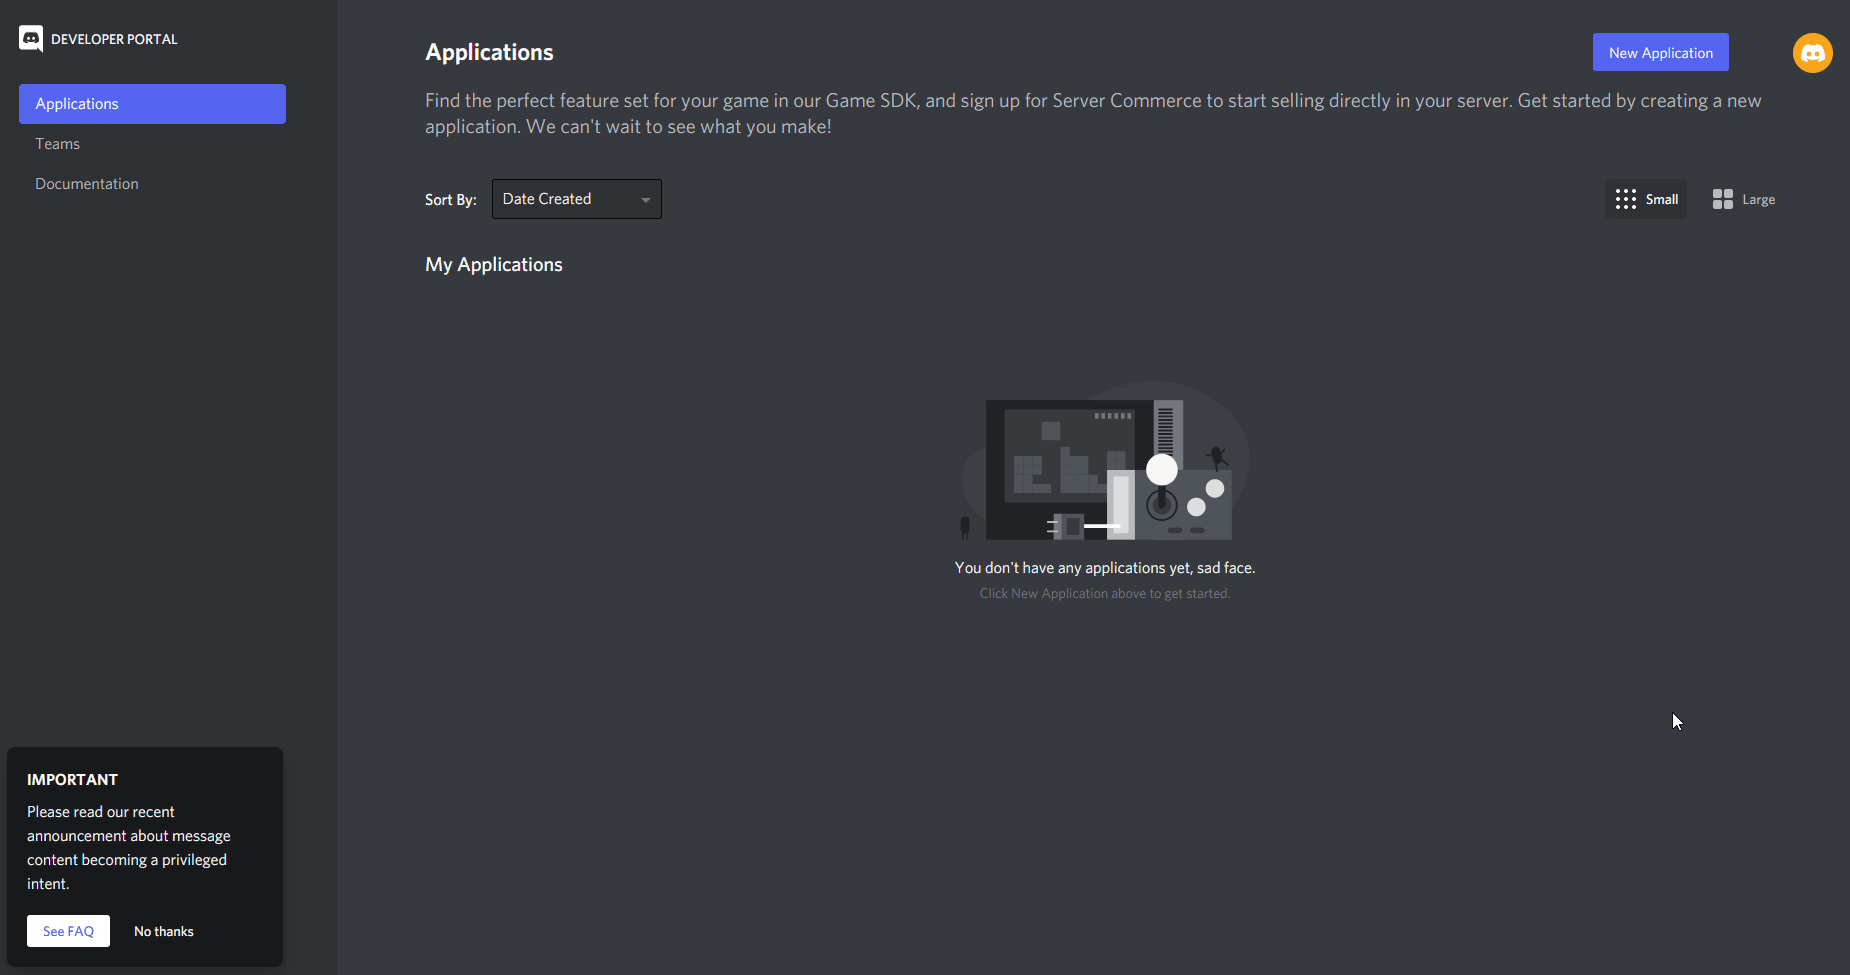 DEVELOPER PORTAL
Applications
Teams
Documentation
Applications
New Application
Find the perfect feature set for your game in our Game SDK, and sign up for Server Commerce to start selling directly in your server. Get started by creating a new
application. We can't wait to see what you make!
Sort By:
Date Created
Small
Large
My Applications
You don't have any applications yet, sad face.
Click New Application above to get started.
IMPORTANT
Please read our recent
announcement about message
content becoming a privileged
intent.
See FAQ
No thanks